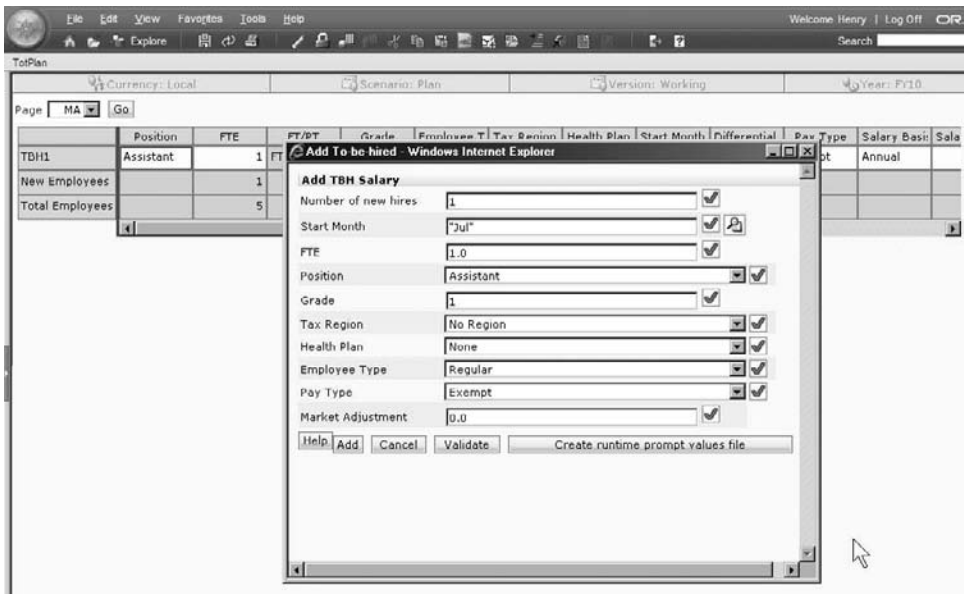 File Edit View Favorites Tools Help
Welcome Henry | Log Off
Explore
Search
TotPlan
Currency: Local Scenario: Plan Version: Working Year: FY10
Page MA Go
Position FTE FT/PT Grade Employee T Tax Region Health Plan Start Month Differential Pay Type Salary Basis Sala
TBH1 Assistant 1 FT Annual
New Employees 1
Total Employees 5
Add To-be-hired - Windows Internet Explorer
Add TBH Salary
Number of new hires 1
Start Month "Jul"
FTE 1.0
Position Assistant
Grade 1
Tax Region No Region
Health Plan None
Employee Type Regular
Pay Type Exempt
Market Adjustment 0.0
Help Add Cancel Validate Create runtime prompt values file